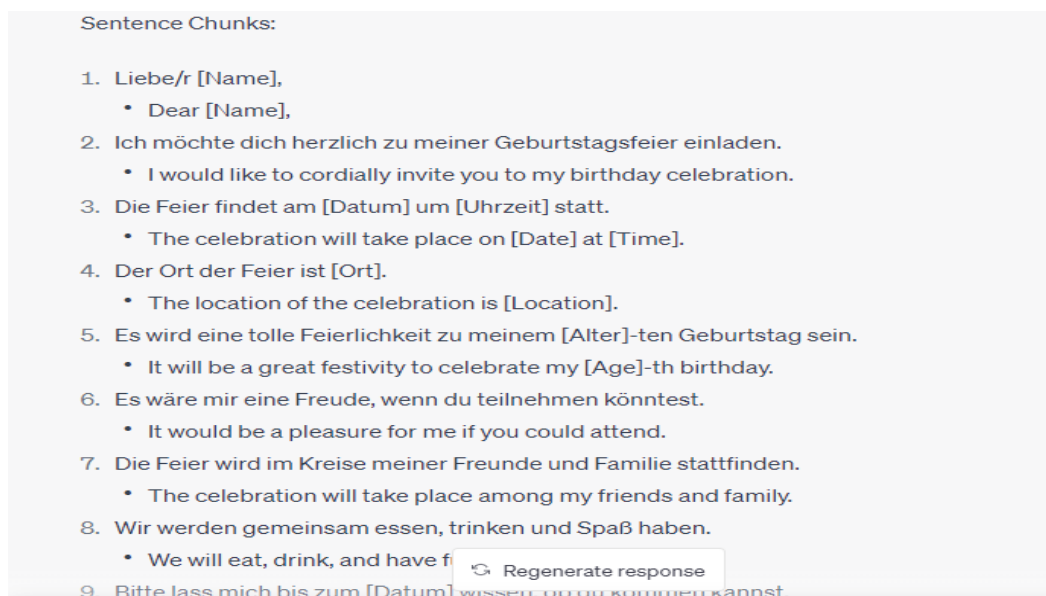 Sentence Chunks:
1. Liebe/r [Name],
• Dear [Name],
2. Ich möchte dich herzlich zu meiner Geburtstagsfeier einladen.
• I would like to cordially invite you to my birthday celebration.
3. Die Feier findet am [Datum] um [Uhrzeit] statt.
• The celebration will take place on [Date] at [Time].
4. Der Ort der Feier ist [Ort].
• The location of the celebration is [Location].
5. Es wird eine tolle Feierlichkeit zu meinem [Alter]-ten Geburtstag sein.
• It will be a great festivity to celebrate my [Age]-th birthday.
6. Es wäre mir eine Freude, wenn du teilnehmen könntest.
• It would be a pleasure for me if you could attend.
7. Die Feier wird im Kreise meiner Freunde und Familie stattfinden.
• The celebration will take place among my friends and family.
8. Wir werden gemeinsam essen, trinken und Spaß haben.
• We will eat, drink, and have
Regenerate response
9. Bitte lass mich bis zum [Datum] wissen, ob du kommen kannst